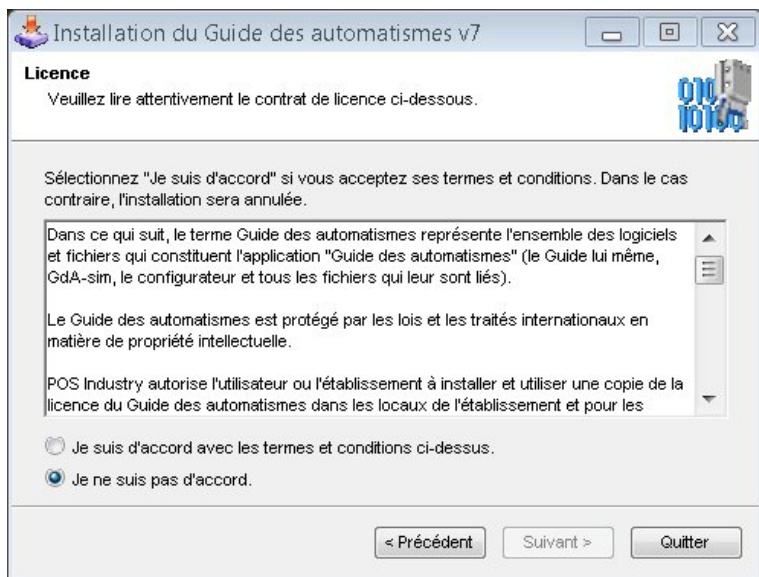 Installation du Guide des automatismes v7
Licence
Veuillez lire attentivement le contrat de licence ci-dessous.
010
10100
Sélectionnez "Je suis d'accord" si vous acceptez ses termes et conditions. Dans le cas
contraire, l'installation sera annulée.
Dans ce qui suit, le terme Guide des automatismes représente l'ensemble des logiciels
et fichiers qui constituent l'application "Guide des automatismes" (le Guide lui même,
GdA-sim, le configurateur et tous les fichiers qui leur sont liés).
Le Guide des automatismes est protégé par les lois et les traités internationaux en
matière de propriété intellectuelle.
POS Industry autorise l'utilisateur ou l'établissement à installer et utiliser une copie de la
licence du Guide des automatismes dans les locaux de l'établissement et pour les
Je suis d'accord avec les termes et conditions ci-dessus.
Je ne suis pas d'accord.
< Précédent Suivant > Quitter